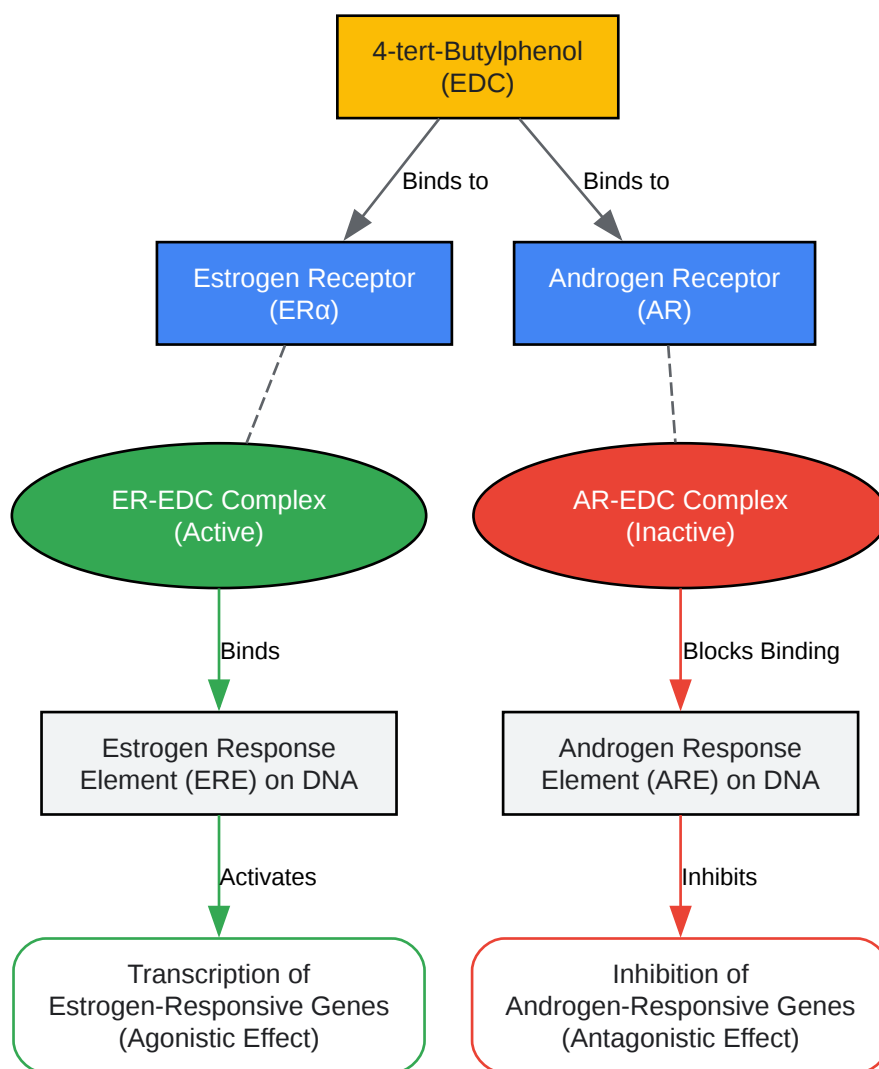 4-tert-Butylphenol
(EDC)
Binds to
Binds to
Estrogen Receptor
(ERα)
Androgen Receptor
(AR)
ER-EDC Complex
(Active)
AR-EDC Complex
(Inactive)
Binds
Blocks Binding
Estrogen Response
Element (ERE) on DNA
Androgen Response
Element (ARE) on DNA
Activates
Inhibits
Transcription of
Estrogen-Responsive Genes
(Agonistic Effect)
Inhibition of
Androgen-Responsive Genes
(Antagonistic Effect)